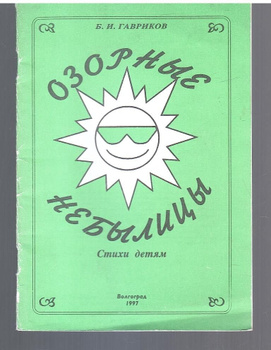 Б. И. ГАВРИКОВ
ОЗОРНЫЕ
НЕБЫЛИЦЫ
Стихи детям
Волгоград
1997